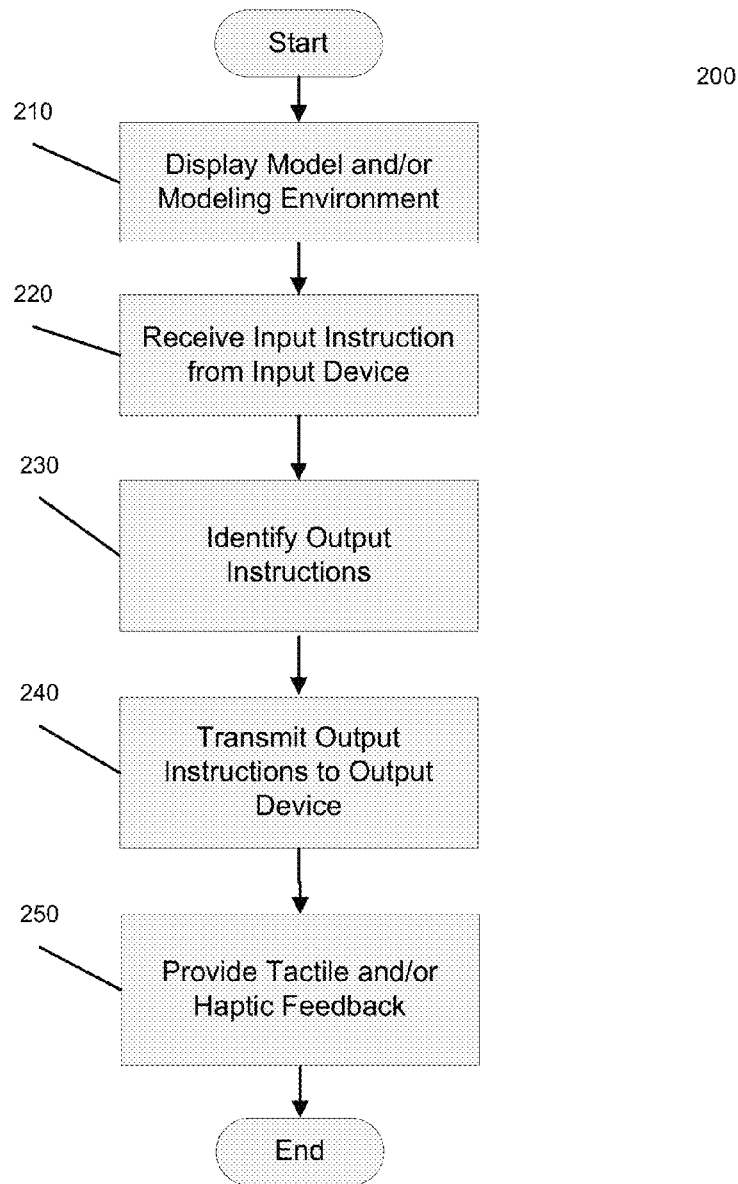 Start
200
210
Display Model and/or
Modeling Environment
220
Receive Input Instruction
from Input Device
230
Identify Output
Instructions
240
Transmit Output
Instructions to Output
Device
250
Provide Tactile and/or
Haptic Feedback
End